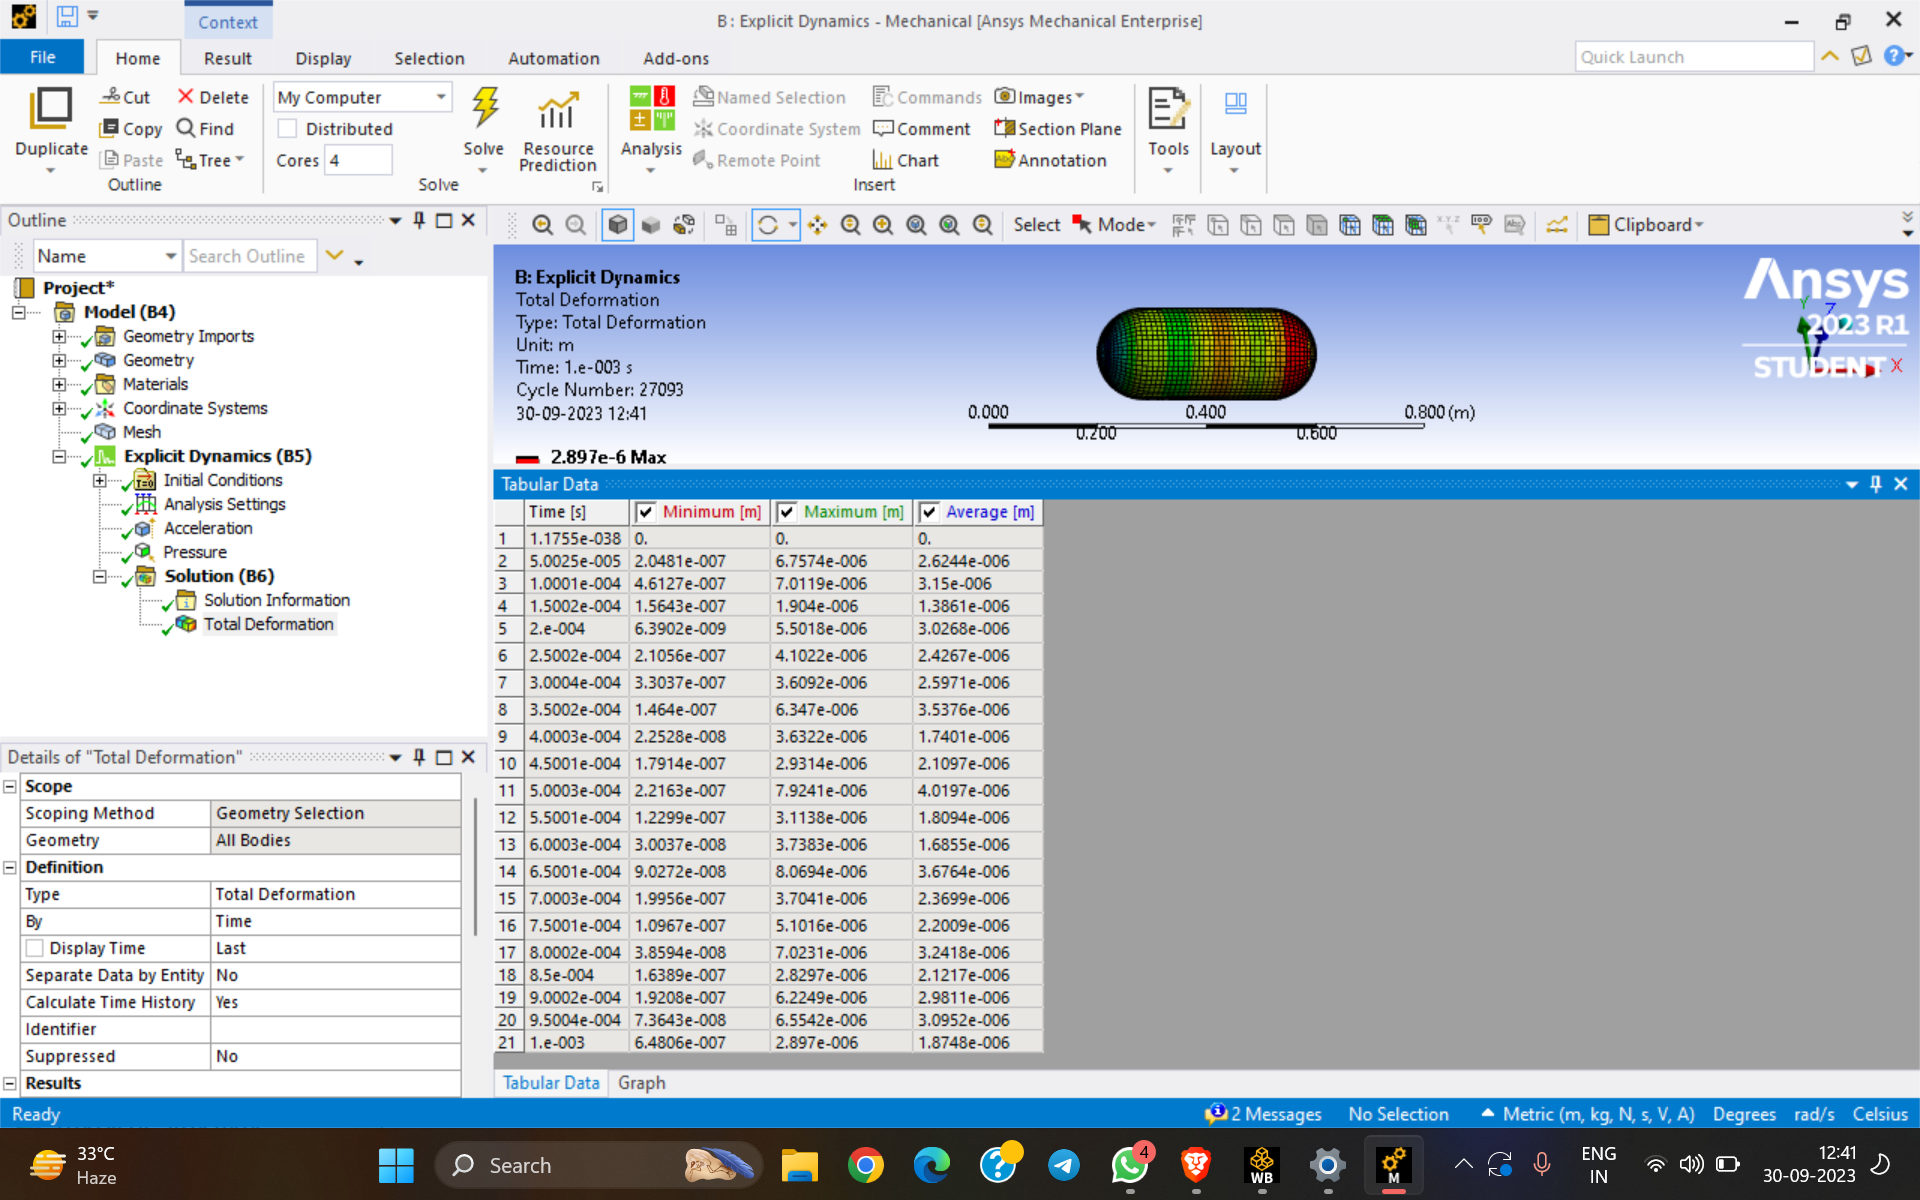 Context
B : Explicit Dynamics - Mechanical [Ansys Mechanical Enterprise]
File
Home
Result
Display
Selection
Automation
Add-ons
Quick Launch
Duplicate
Cut
Copy
Paste
Delete
Find
Tree
Outline
My Computer
Distributed
Cores 4
Solve
Resource Prediction
Solve
Analysis
Named Selection
Coordinate System
Remote Point
Commands
Comment
Chart
Images
Section Plane
Annotation
Insert
Tools
Layout
Outline
Name
Search Outline
Select
Mode
Clipboard
Project*
Model (B4)
Geometry Imports
Geometry
Materials
Coordinate Systems
Mesh
Explicit Dynamics (B5)
Initial Conditions
Analysis Settings
Acceleration
Pressure
Solution (B6)
Solution Information
Total Deformation
B: Explicit Dynamics
Total Deformation
Type: Total Deformation
Unit: m
Time: 1.e-003 s
Cycle Number: 27093
30-09-2023 12:41
2.897e-6 Max
0.000
0.400
0.800 (m)
0.200
0.600
Ansys
2023 R1
STUDENT
Y
Z
X
Details of "Total Deformation"
Scope
Scoping Method Geometry Selection
Geometry All Bodies
Definition
Type Total Deformation
By Time
Display Time Last
Separate Data by Entity No
Calculate Time History Yes
Identifier
Suppressed No
Results
Tabular Data
Time [s] Minimum [m] Maximum [m] Average [m]
1 1.1755e-038 0. 0. 0.
2 5.0025e-005 2.0481e-007 6.7574e-006 2.6244e-006
3 1.0001e-004 4.6127e-007 7.0119e-006 3.15e-006
4 1.5002e-004 1.5643e-007 1.904e-006 1.3861e-006
5 2.e-004 6.3902e-009 5.5018e-006 3.0268e-006
6 2.5002e-004 2.1056e-007 4.1022e-006 2.4267e-006
7 3.0004e-004 3.3037e-007 3.6092e-006 2.5971e-006
8 3.5002e-004 1.464e-007 6.347e-006 3.5376e-006
9 4.0003e-004 2.2528e-008 3.6322e-006 1.7401e-006
10 4.5001e-004 1.7914e-007 2.9314e-006 2.1097e-006
11 5.0003e-004 2.2163e-007 7.9241e-006 4.0197e-006
12 5.5001e-004 1.2299e-007 3.1138e-006 1.8094e-006
13 6.0003e-004 3.0037e-008 3.7383e-006 1.6855e-006
14 6.5001e-004 9.0272e-008 8.0694e-006 3.6764e-006
15 7.0003e-004 1.9956e-007 3.7041e-006 2.3699e-006
16 7.5001e-004 1.0967e-007 5.1016e-006 2.2009e-006
17 8.0002e-004 3.8594e-008 7.0231e-006 3.2418e-006
18 8.5e-004 1.6389e-007 2.8297e-006 2.1217e-006
19 9.0002e-004 1.9208e-007 6.2249e-006 2.9811e-006
20 9.5004e-004 7.3643e-008 6.5542e-006 3.0952e-006
21 1.e-003 6.4806e-007 2.897e-006 1.8748e-006
Tabular Data
Graph
Ready
2 Messages
No Selection
Metric (m, kg, N, s, V, A)
Degrees
rad/s
Celsius
33°C
Haze
Search
4
WB
M
ENG
IN
12:41
30-09-2023